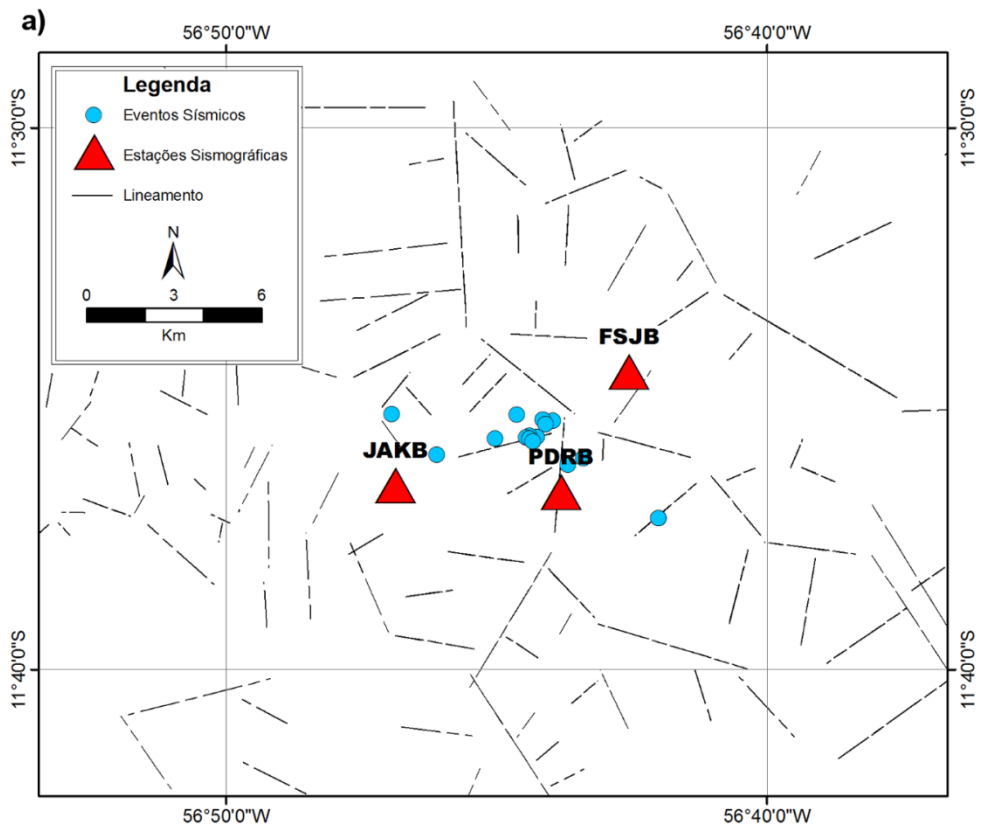 a)
56°50'0"W 56°40'0"W
Legenda
Eventos Sísmicos
Estações Sismográficas
Lineamento
N
0 3 6
Km
11°30'0"S 11°30'0"S
FSJB
JAKB
PDRB
11°40'0"S 11°40'0"S
56°50'0"W 56°40'0"W